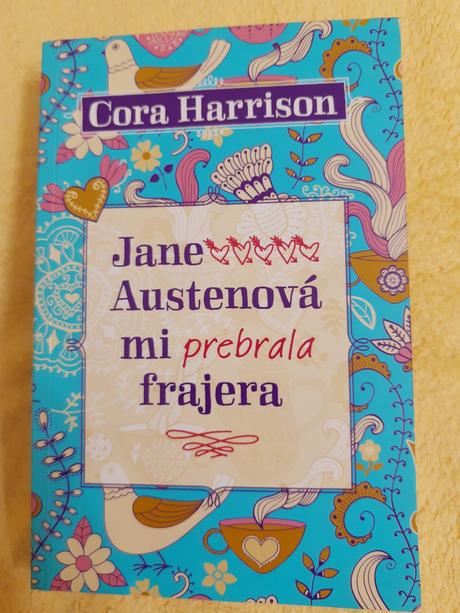 Cora Harrison
Jane
Austenová
mi prebrala
frajera